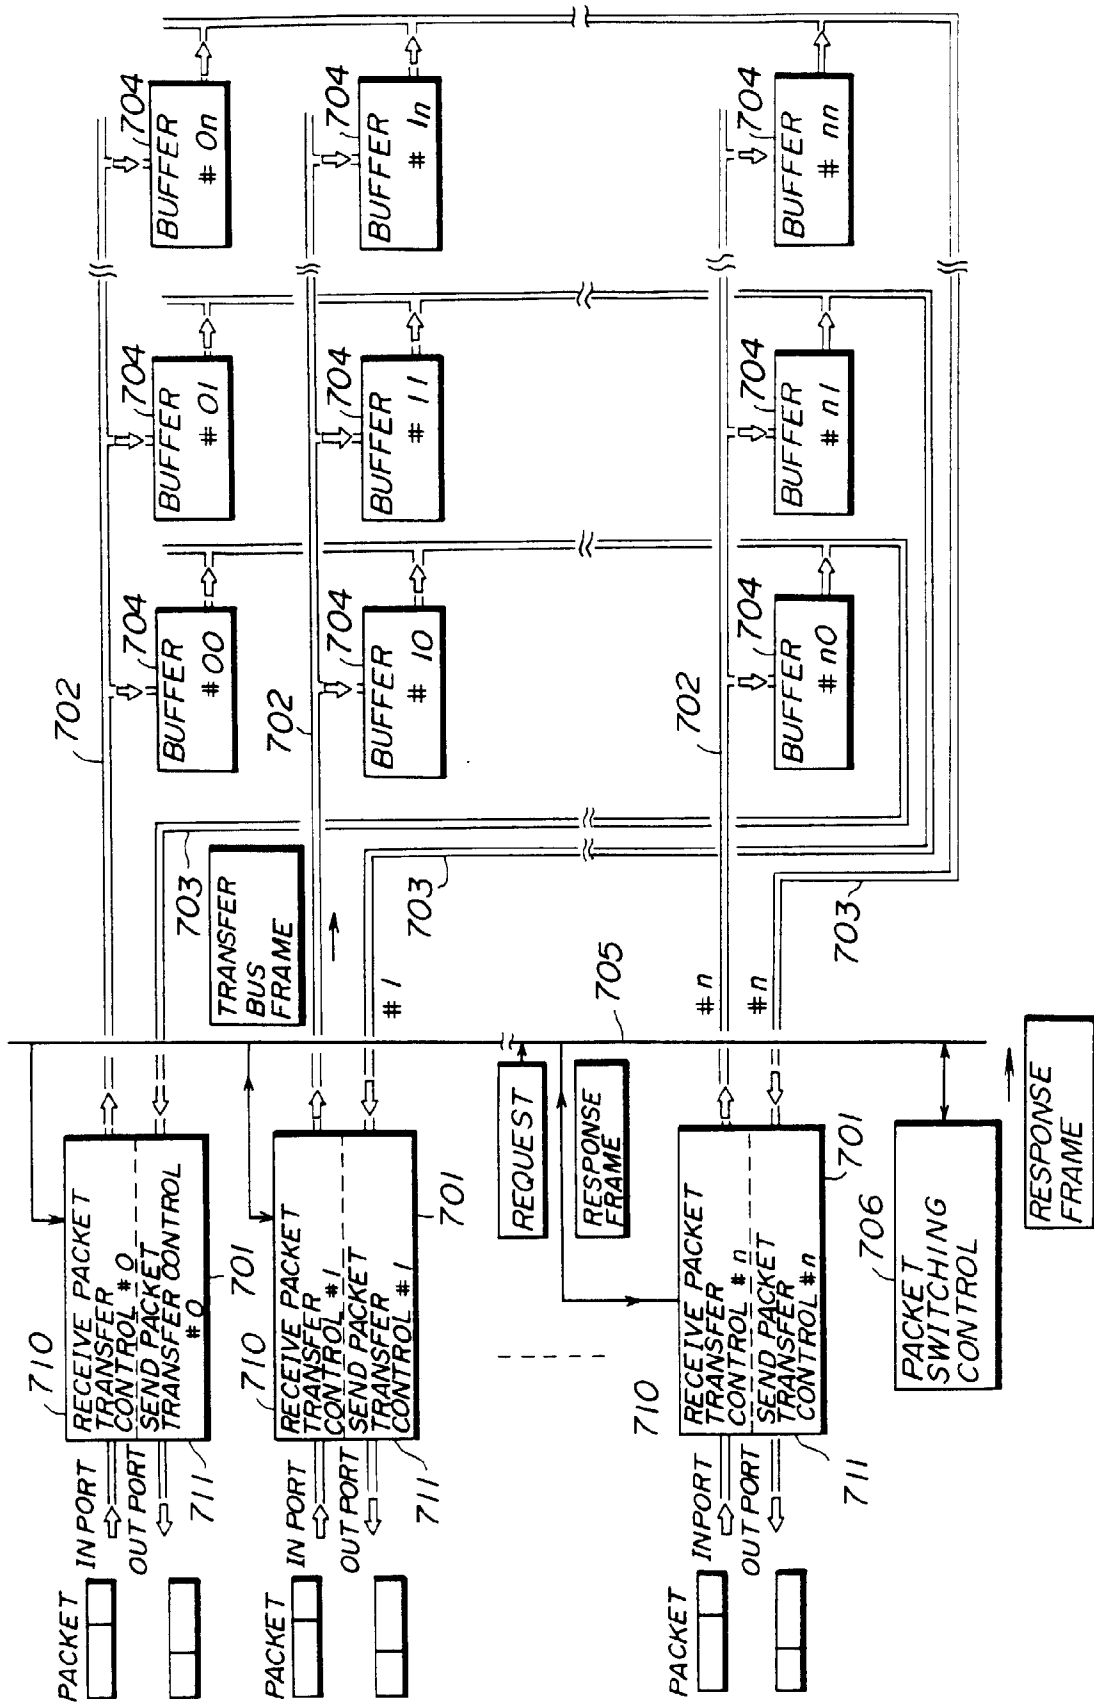 PACKET
IN PORT
OUT PORT
711
710
RECEIVE PACKET
TRANSFER
CONTROL #0
SEND PACKET
TRANSFER CONTROL
#0
701
702
703
704
BUFFER
#00
704
BUFFER
#01
704
BUFFER
#0n
TRANSFER
BUS
FRAME
PACKET
IN PORT
OUT PORT
711
710
RECEIVE PACKET
TRANSFER
CONTROL #1
SEND PACKET
TRANSFER
CONTROL #1
701
702
#1
703
704
BUFFER
# 10
704
BUFFER
# 11
704
BUFFER
# 1n
REQUEST
RESPONSE
FRAME
705
PACKET
INPORT
OUT PORT
711
710
RECEIVE PACKET
TRANSFER
CONTROL #n
SEND PACKET
TRANSFER
CONTROL #n
701
#n
#n
702
703
704
BUFFER
# n0
704
BUFFER
# n1
704
BUFFER
# nn
706
PACKET
SWITCHING
CONTROL
RESPONSE
FRAME